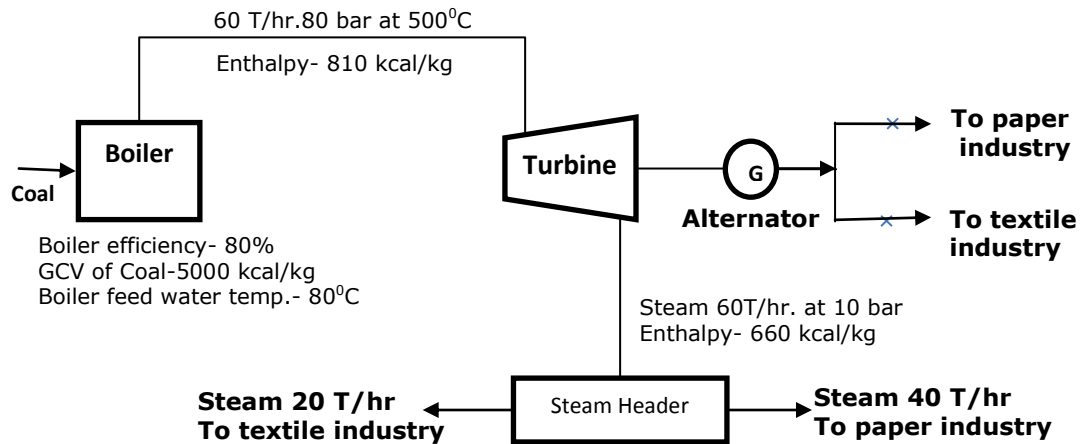 60 T/hr.80 bar at 500⁰C
Enthalpy- 810 kcal/kg
Boiler
Coal
Boiler efficiency- 80%
GCV of Coal-5000 kcal/kg
Boiler feed water temp.- 80⁰C
Turbine
G
Alternator
To paper
industry
To textile
industry
Steam 60T/hr. at 10 bar
Enthalpy- 660 kcal/kg
Steam 20 T/hr
To textile industry
Steam Header
Steam 40 T/hr
To paper industry